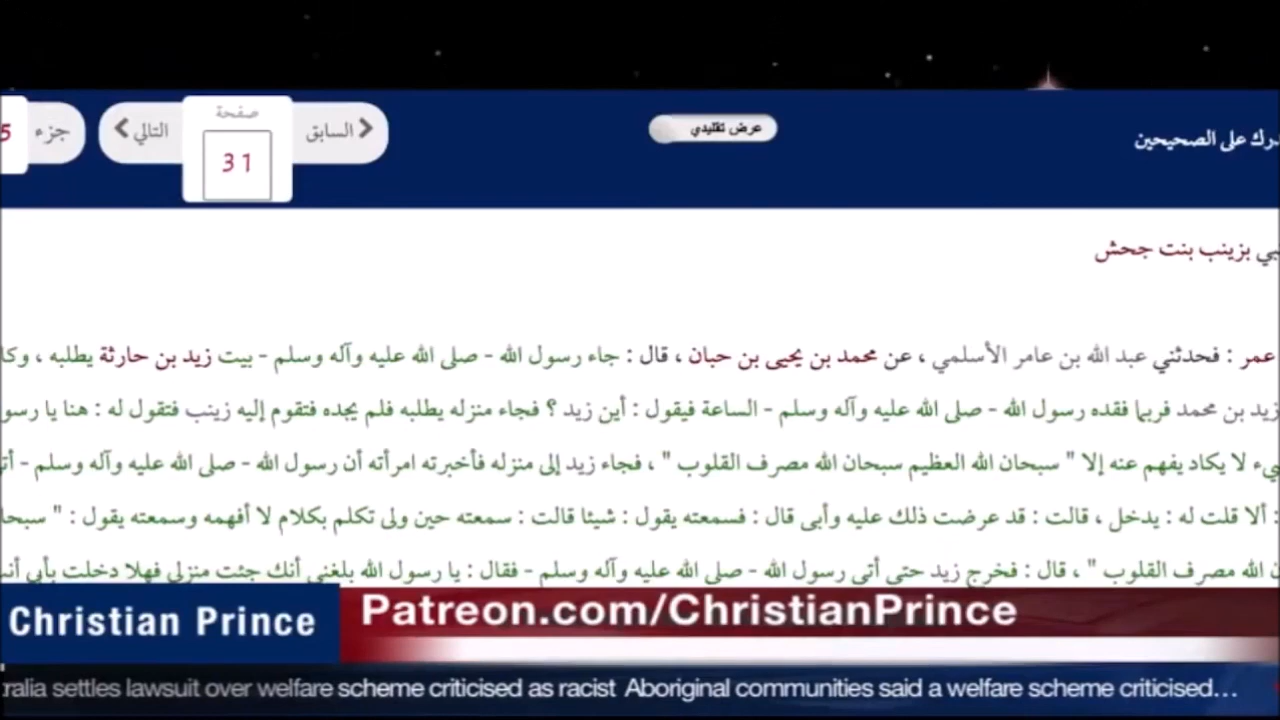 صفحة
جزء
5
التالي
31
السابق
عرض تقليدي
درك على الصحيحين
بي بزينب بنت جحش
عمر : فحدثني عبد الله بن عامر الأسلمي ، عن محمد بن يحيى بن حبان ، قال : جاء رسول الله - صلى الله عليه وآله وسلم - بيت زيد بن حارثة يطلبه ، وكا
زيد بن محمد فربما فقده رسول الله - صلى الله عليه وآله وسلم - الساعة فيقول : أين زيد ؟ فجاء منزله يطلبه فلم يجده فتقوم إليه زينب فتقول له : هنا يا رسو
يء لا يكاد يفهم عنه إلا " سبحان الله العظيم سبحان الله مصرف القلوب " ، فجاء زيد إلى منزله فأخبرته امرأته أن رسول الله - صلى الله عليه وآله وسلم - أتى
: ألا قلت له : يدخل ، قالت : قد عرضت ذلك عليه وأبى قال : فسمعته يقول : شيئا قالت : سمعته حين ولى تكلم بكلام لا أفهمه وسمعته يقول : " سبحا
ن الله مصرف القلوب " ، قال : فخرج زيد حتى أتى رسول الله - صلى الله عليه وآله وسلم - فقال : يا رسول الله بلغني أنك جئت منزلي فهلا دخلت بأبي أنت
Christian Prince
Patreon.com/ChristianPrince
ralia settles lawsuit over welfare scheme criticised as racist Aboriginal communities said a welfare scheme criticised...